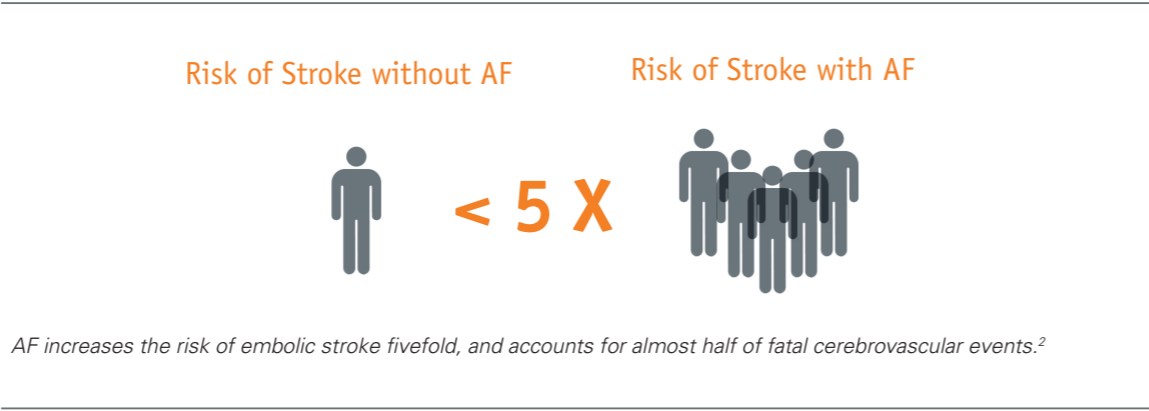 Risk of Stroke without AF
Risk of Stroke with AF
< 5 X
AF increases the risk of embolic stroke fivefold, and accounts for almost half of fatal cerebrovascular events.2